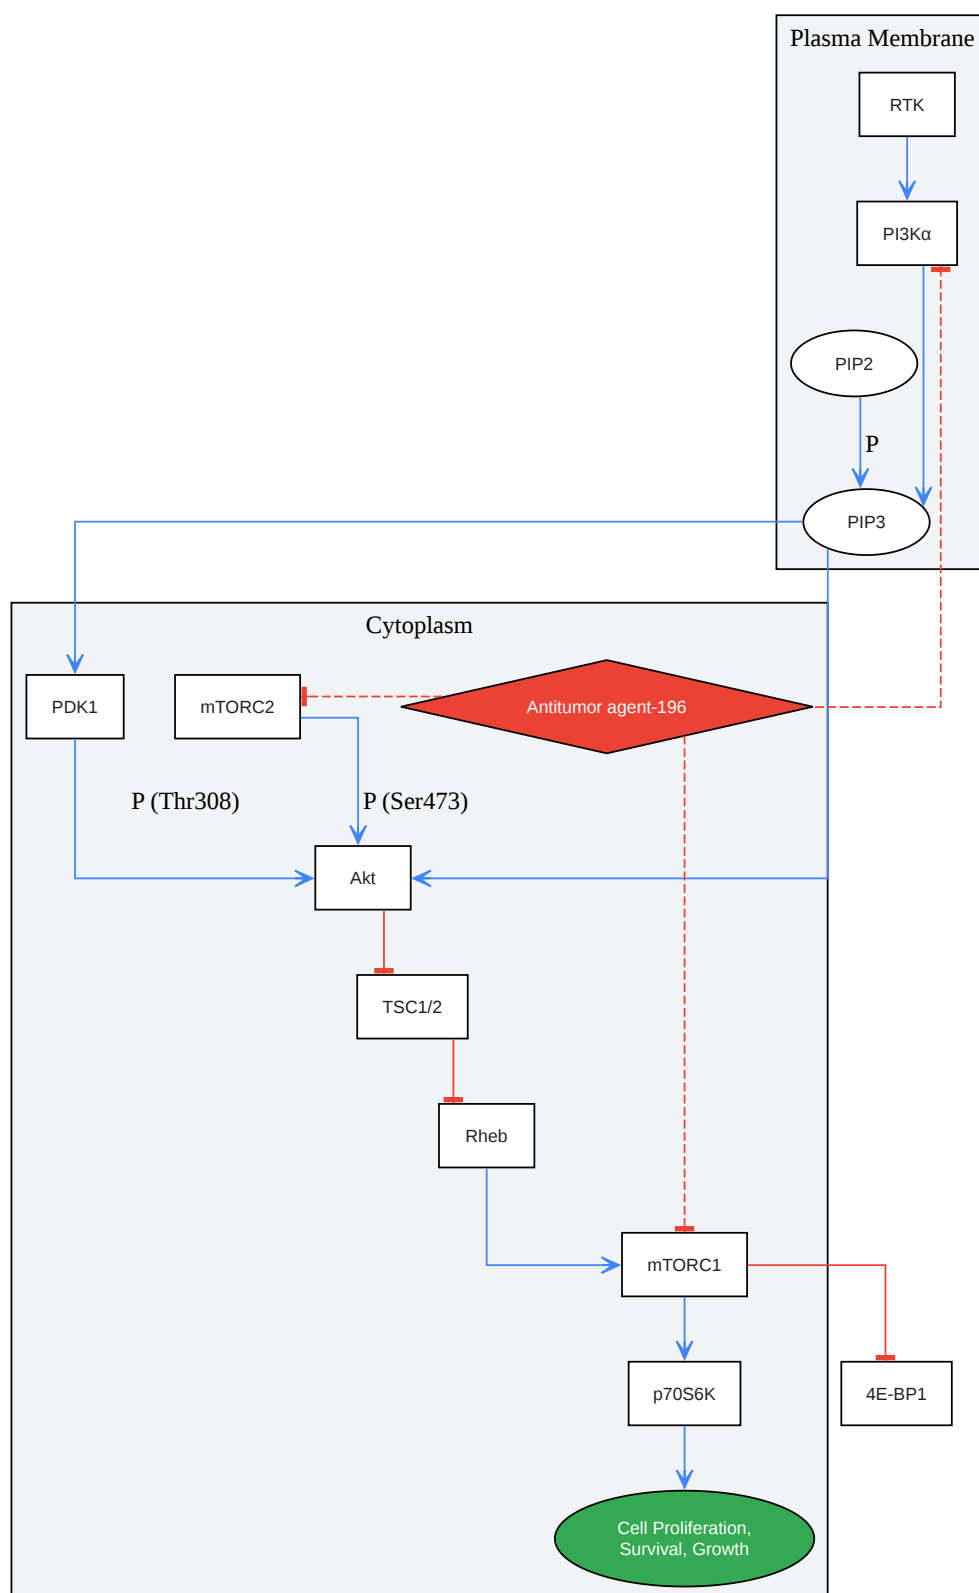 Plasma Membrane
RTK
PI3Kα
PIP2
P
PIP3
Cytoplasm
PDK1
mTORC2
Antitumor agent-196
P (Thr308)
P (Ser473)
Akt
TSC1/2
Rheb
mTORC1
p70S6K
4E-BP1
Cell Proliferation,
Survival, Growth